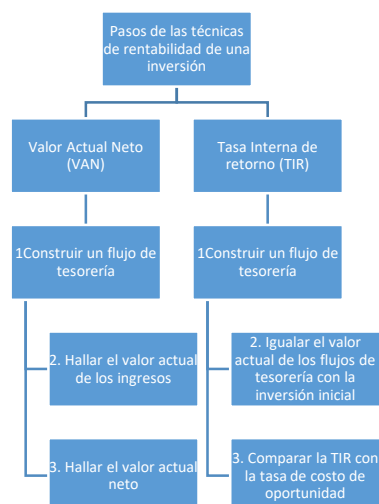 Pasos de las técnicas
de rentabilidad de una
inversión
Valor Actual Neto
(VAN)
Tasa Interna de
retorno (TIR)
1Construir un flujo de
tesorería
1Construir un flujo de
tesorería
2. Hallar el valor actual
de los ingresos
2. Igualar el valor
actual de los flujos de
tesorería con la
inversión inicial
3. Hallar el valor actual
neto
3. Comparar la TIR con
la tasa de costo de
oportunidad